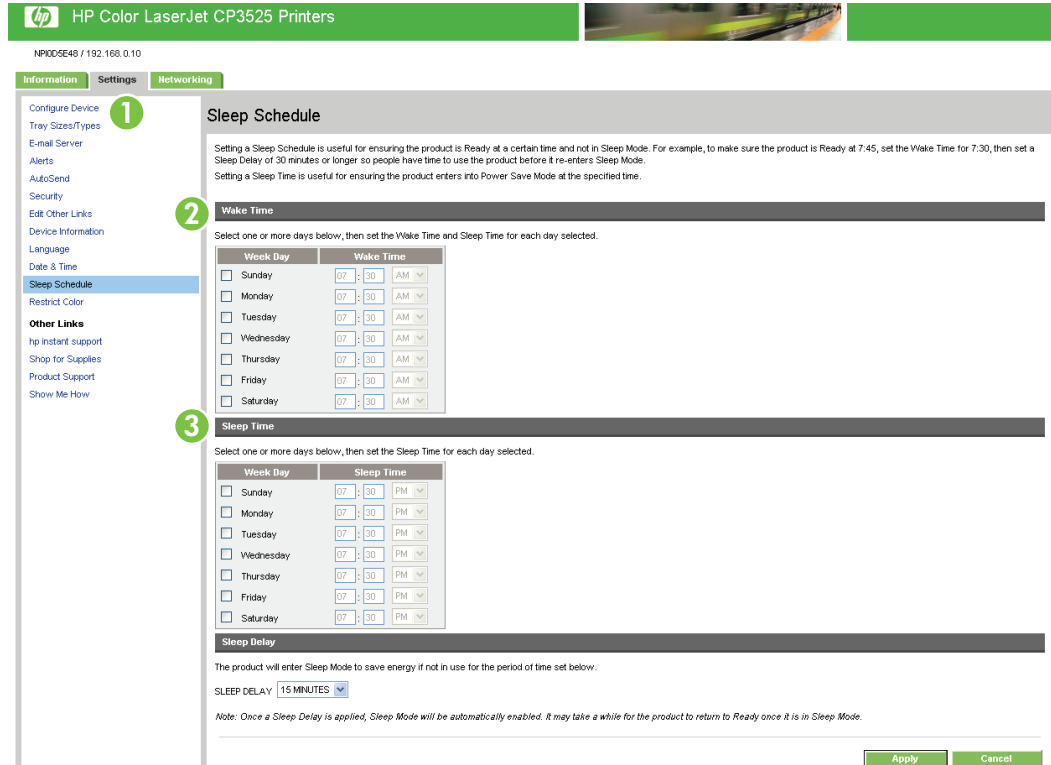 hp HP Color LaserJet CP3525 Printers
NPI0D5E48 / 192.168.0.10
Information Settings Networking
1
Configure Device
Tray Sizes/Types
E-mail Server
Alerts
AutoSend
Security
Edit Other Links
Device Information
Language
Date & Time
Sleep Schedule
Restrict Color
Other Links
hp instant support
Shop for Supplies
Product Support
Show Me How
Sleep Schedule
Setting a Sleep Schedule is useful for ensuring the product is Ready at a certain time and not in Sleep Mode. For example, to make sure the product is Ready at 7:45, set the Wake Time for 7:30, then set a
Sleep Delay of 30 minutes or longer so people have time to use the product before it re-enters Sleep Mode.
Setting a Sleep Time is useful for ensuring the product enters into Power Save Mode at the specified time.
2 Wake Time
Select one or more days below, then set the Wake Time and Sleep Time for each day selected.
Week Day Wake Time
Sunday 07 : 30 AM
Monday 07 : 30 AM
Tuesday 07 : 30 AM
Wednesday 07 : 30 AM
Thursday 07 : 30 AM
Friday 07 : 30 AM
Saturday 07 : 30 AM
3 Sleep Time
Select one or more days below, then set the Sleep Time for each day selected.
Week Day Sleep Time
Sunday 07 : 30 PM
Monday 07 : 30 PM
Tuesday 07 : 30 PM
Wednesday 07 : 30 PM
Thursday 07 : 30 PM
Friday 07 : 30 PM
Saturday 07 : 30 PM
Sleep Delay
The product will enter Sleep Mode to save energy if not in use for the period of time set below.
SLEEP DELAY 15 MINUTES
Note: Once a Sleep Delay is applied, Sleep Mode will be automatically enabled. It may take a while for the product to return to Ready once it is in Sleep Mode.
Apply Cancel